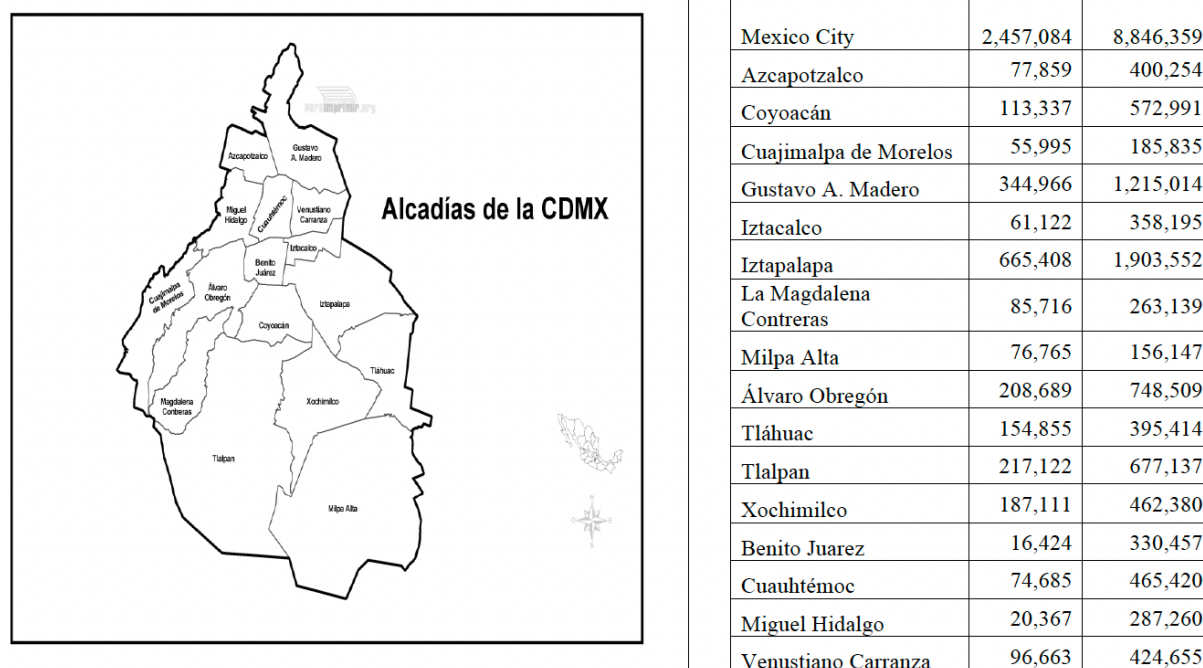 Alcadías de la CDMX
Gustavo
A. Madero
Azcapotzalco
Miguel
Hidalgo
Cuauhtémoc
Venustiano
Carranza
Iztacalco
Benito
Juárez
Cuajimalpa
de Morelos
Álvaro
Obregón
Iztapalapa
Coyoacán
Tláhuac
Magdalena
Contreras
Xochimilco
Tlalpan
Milpa Alta
Mexico City 2,457,084 8,846,359
Azcapotzalco 77,859 400,254
Coyoacán 113,337 572,991
Cuajimalpa de Morelos 55,995 185,835
Gustavo A. Madero 344,966 1,215,014
Iztacalco 61,122 358,195
Iztapalapa 665,408 1,903,552
La Magdalena
Contreras 85,716 263,139
Milpa Alta 76,765 156,147
Álvaro Obregón 208,689 748,509
Tláhuac 154,855 395,414
Tlalpan 217,122 677,137
Xochimilco 187,111 462,380
Benito Juarez 16,424 330,457
Cuauhtémoc 74,685 465,420
Miguel Hidalgo 20,367 287,260
Venustiano Carranza 96,663 424,655